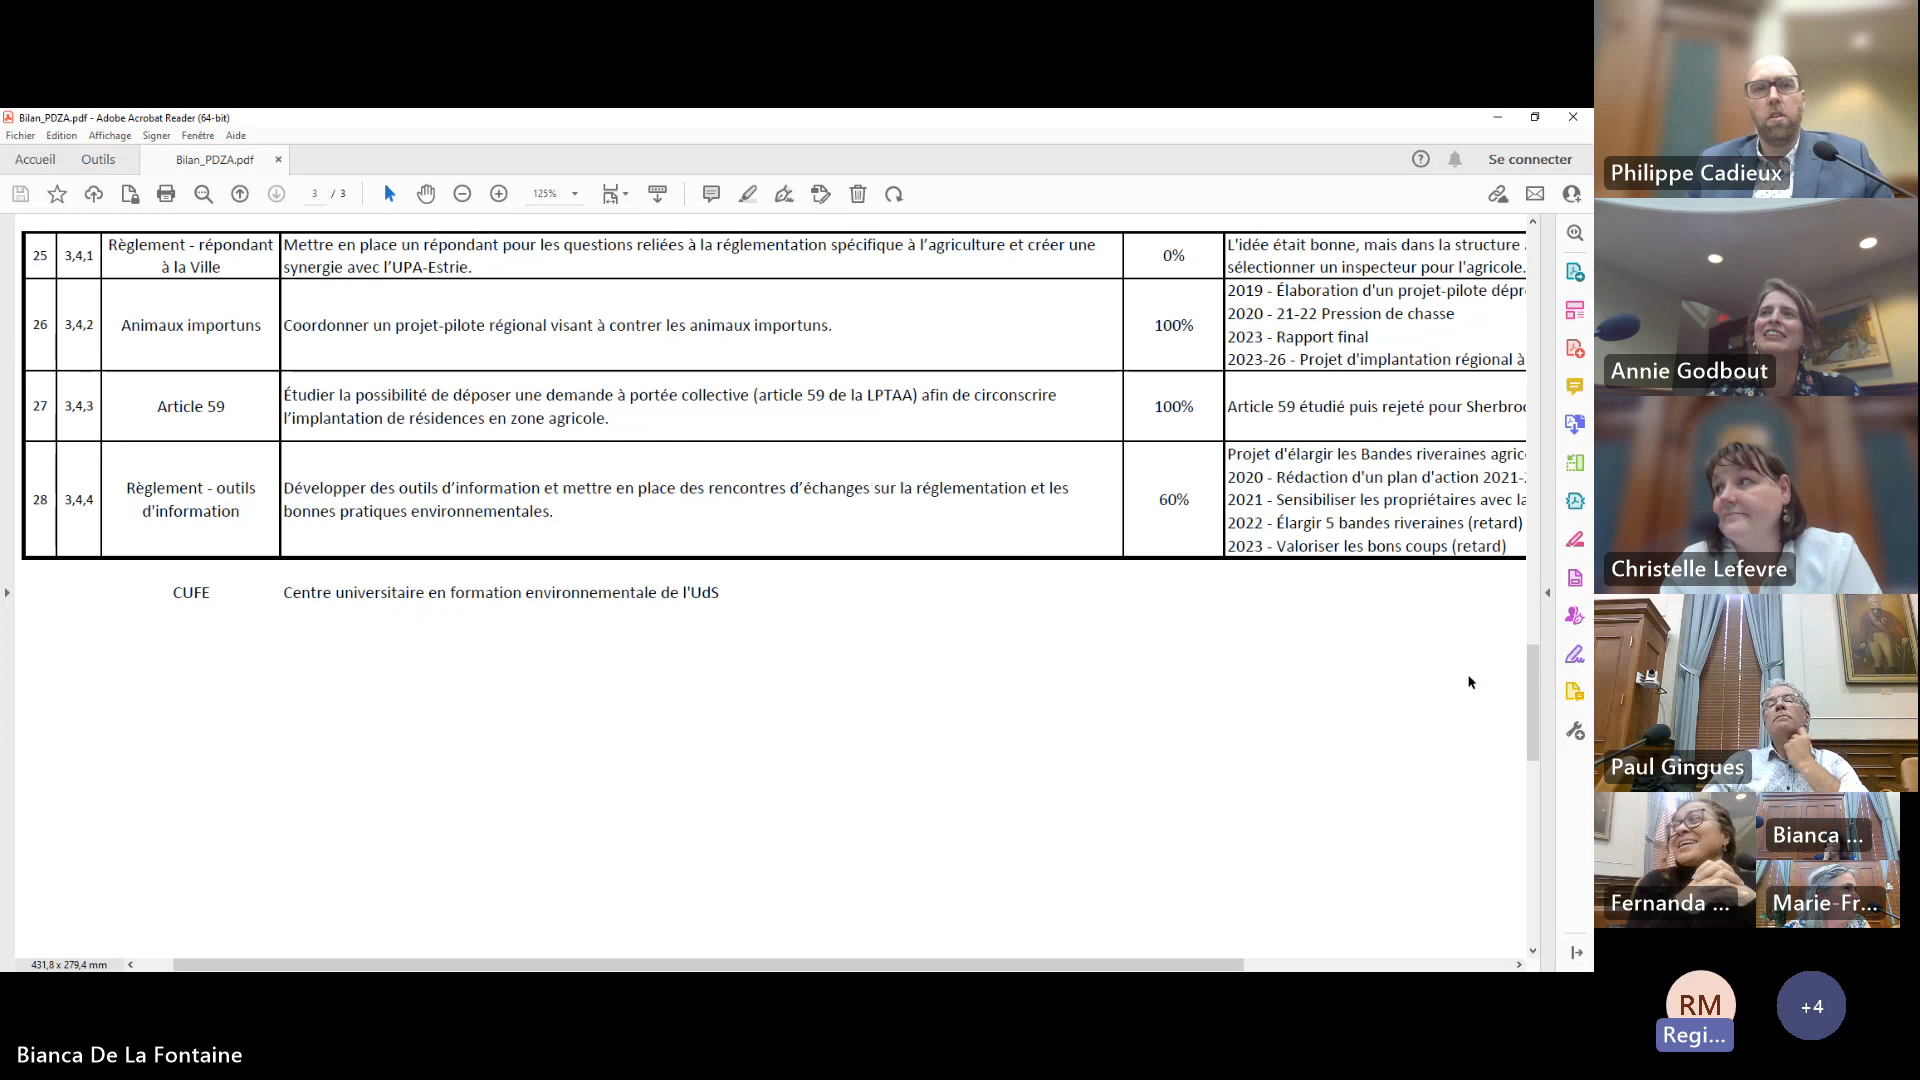 Bilan_PDZA.pdf - Adobe Acrobat Reader (64-bit)
Fichier Edition Affichage Signer Fenêtre Aide
Accueil Outils Bilan_PDZA.pdf × Se connecter
3 / 3 125%
25 3,4,1 Règlement - répondant à la Ville
Mettre en place un répondant pour les questions reliées à la réglementation spécifique à l’agriculture et créer une
synergie avec l’UPA-Estrie.
0%
L'idée était bonne, mais dans la structure
sélectionner un inspecteur pour l'agricole.
26 3,4,2 Animaux importuns
Coordonner un projet-pilote régional visant à contrer les animaux importuns.
100%
2019 - Élaboration d'un projet-pilote dépr
2020 - 21-22 Pression de chasse
2023 - Rapport final
2023-26 - Projet d'implantation régional à
27 3,4,3 Article 59
Étudier la possibilité de déposer une demande à portée collective (article 59 de la LPTAA) afin de circonscrire
l’implantation de résidences en zone agricole.
100%
Article 59 étudié puis rejeté pour Sherbroo
28 3,4,4 Règlement - outils d'information
Développer des outils d’information et mettre en place des rencontres d’échanges sur la réglementation et les
bonnes pratiques environnementales.
60%
Projet d'élargir les Bandes riveraines agric
2020 - Rédaction d'un plan d'action 2021-
2021 - Sensibiliser les propriétaires avec la
2022 - Élargir 5 bandes riveraines (retard)
2023 - Valoriser les bons coups (retard)
CUFE Centre universitaire en formation environnementale de l'UdS
431,8 x 279,4 mm
Philippe Cadieux
Annie Godbout
Christelle Lefevre
Paul Gingues
Fernanda ...
Bianca ...
Marie-Fr...
RM
Regi...
+4
Bianca De La Fontaine